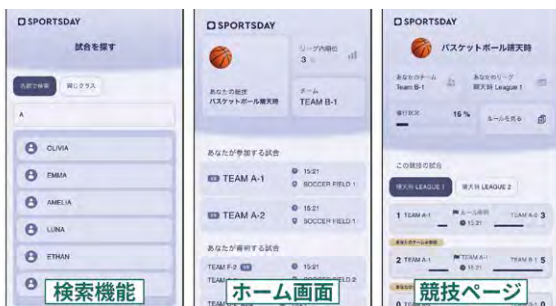 SPORTSDAY
試合を探す
名前で検索
同じクラス
A
OLIVIA
EMMA
AMELIA
LUNA
ETHAN
検索機能
SPORTSDAY
リーグ内順位
3
あなたの競技
バスケットボール晴天時
チーム
TEAM B-1
あなたが参加する試合
VS TEAM A-1
15:21
SOCCER FIELD 1
VS TEAM A-2
15:21
SOCCER FIELD 1
あなたが審判する試合
TEAM F-2 VS
15:21
ホーム画面
SPORTSDAY
バスケットボール晴天時
あなたのチーム
Team B-1
あなたのリーグ
晴天時 League 1
進行状況
15 %
ルールを見る
この競技の試合
晴天時 LEAGUE 1
晴天時 LEAGUE 2
1 TEAM A-1
TEAM A-2 3
15:21
2 TEAM A-1
TEAM B-1 5
15:21
競技ページ